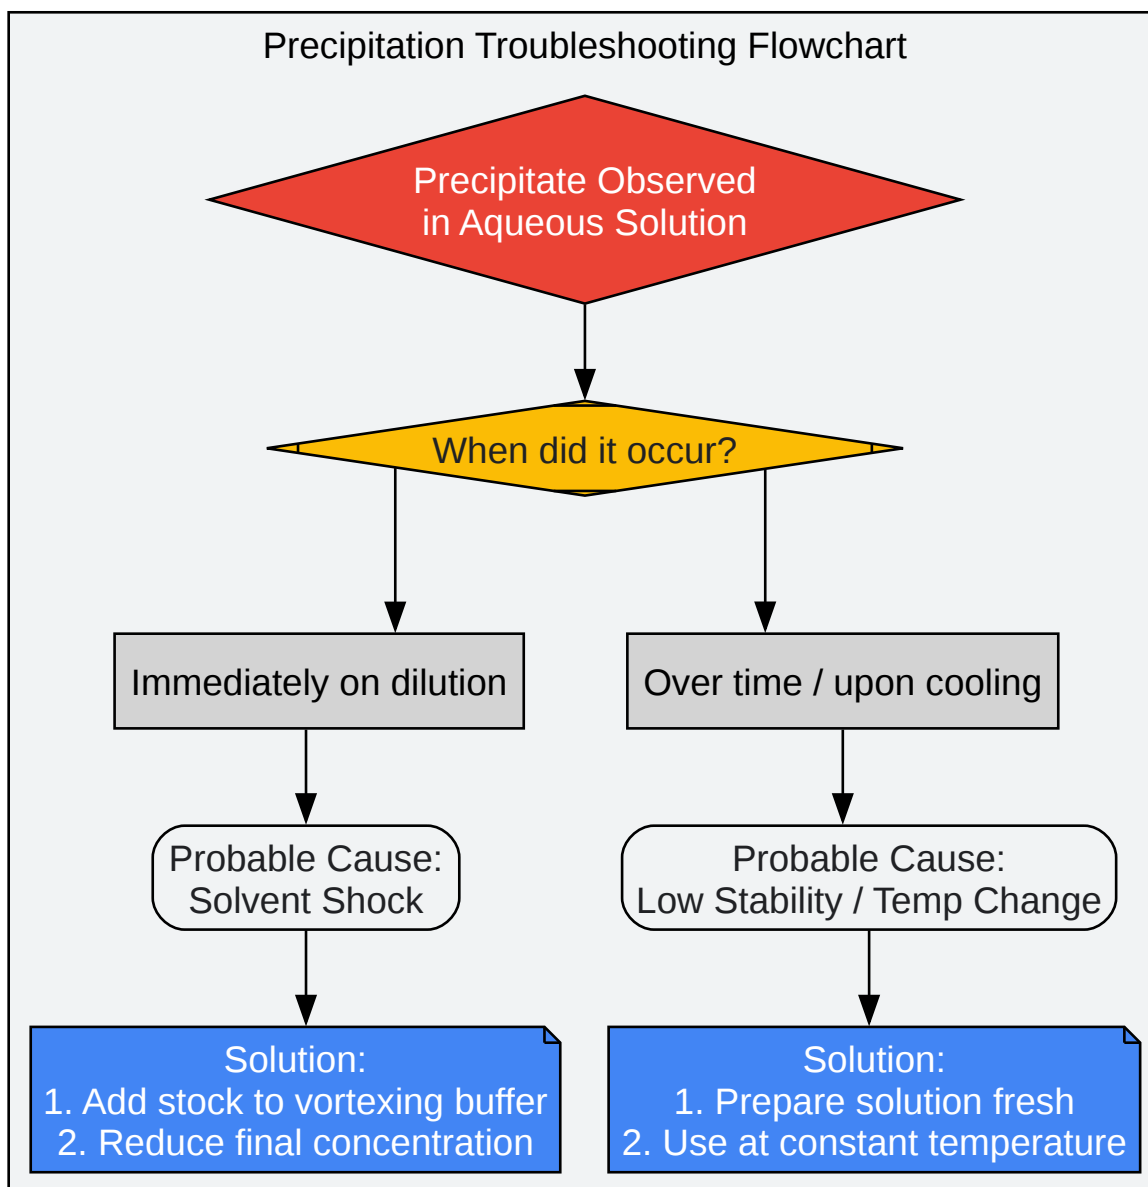 Precipitation Troubleshooting Flowchart
Precipitate Observed
in Aqueous Solution
When did it occur?
Immediately on dilution
Over time / upon cooling
Probable Cause:
Solvent Shock
Probable Cause:
Low Stability / Temp Change
Solution:
1. Add stock to vortexing buffer
2. Reduce final concentration
Solution:
1. Prepare solution fresh
2. Use at constant temperature